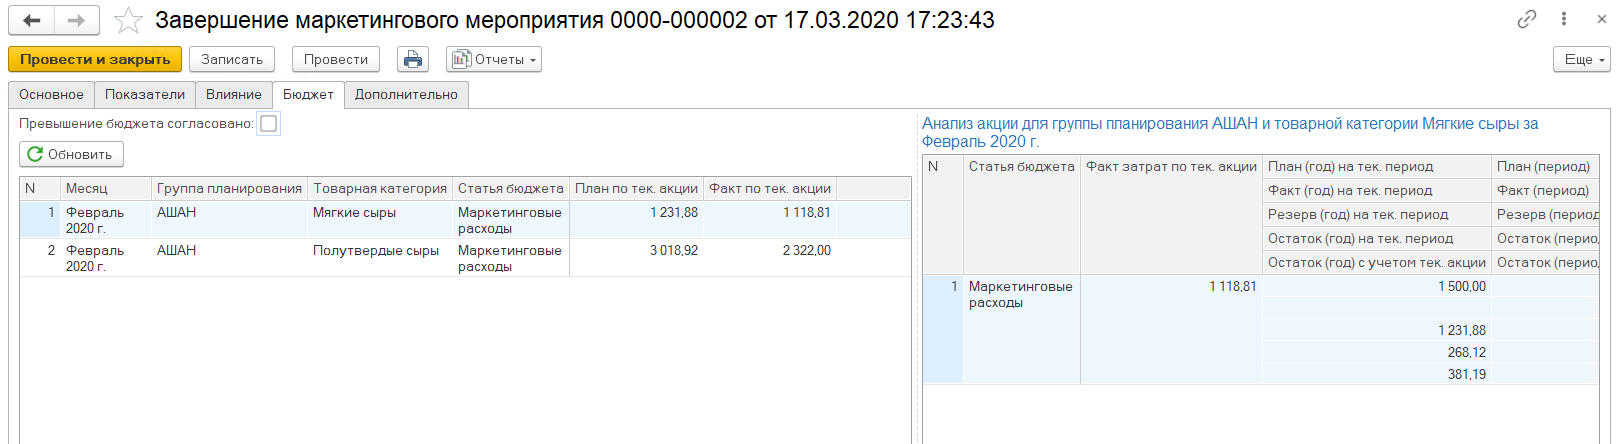 Завершение маркетингового мероприятия 0000-000002 от 17.03.2020 17:23:43
Провести и закрыть Записать Провести Отчеты Еще
Основное Показатели Влияние Бюджет Дополнительно
Превышение бюджета согласовано:
Обновить
N Месяц Группа планирования Товарная категория Статья бюджета План по тек. акции Факт по тек. акции
1 Февраль 2020 г. АШАН Мягкие сыры Маркетинговые расходы 1 231,88 1 118,81
2 Февраль 2020 г. АШАН Полутвердые сыры Маркетинговые расходы 3 018,92 2 322,00
Анализ акции для группы планирования АШАН и товарной категории Мягкие сыры за
Февраль 2020 г.
N Статья бюджета Факт затрат по тек. акции План (год) на тек. период План (период)
Факт (год) на тек. период Факт (период)
Резерв (год) на тек. период Резерв (период
Остаток (год) на тек. период Остаток (перио
Остаток (год) с учетом тек. акции Остаток (перио
1 Маркетинговые расходы 1 118,81 1 500,00
1 231,88
268,12
381,19